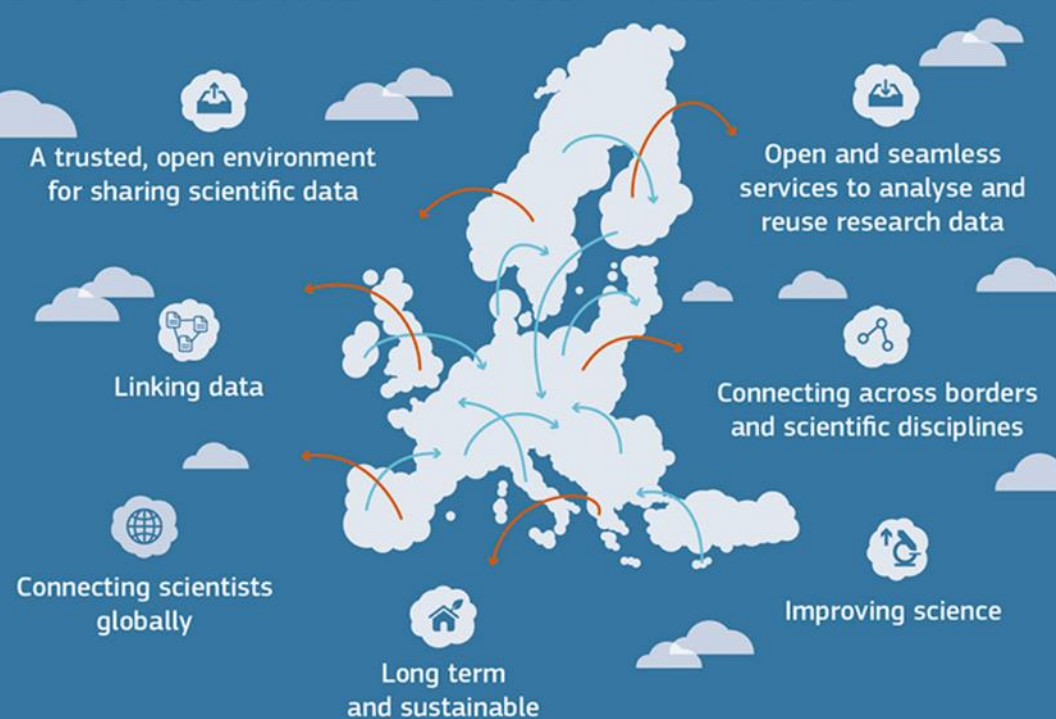 A trusted, open environment
for sharing scientific data
Open and seamless
services to analyse and
reuse research data
Linking data
Connecting across borders
and scientific disciplines
Connecting scientists
globally
Improving science
Long term
and sustainable